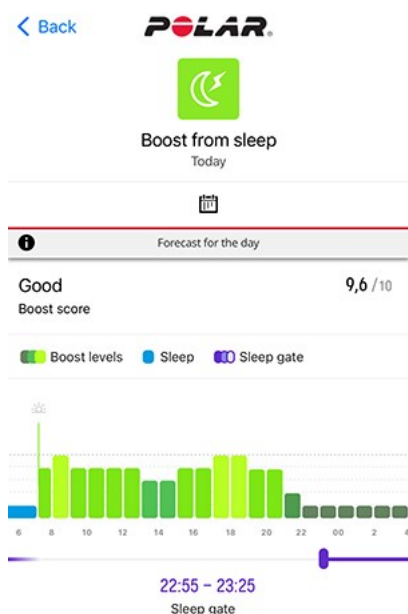 Back
POLAR
Boost from sleep
Today
Forecast for the day
Good
9,6 /10
Boost score
Boost levels Sleep Sleep gate
6 8 10 12 14 16 18 20 22 00 2 4
22:55 – 23:25
Sleep gate